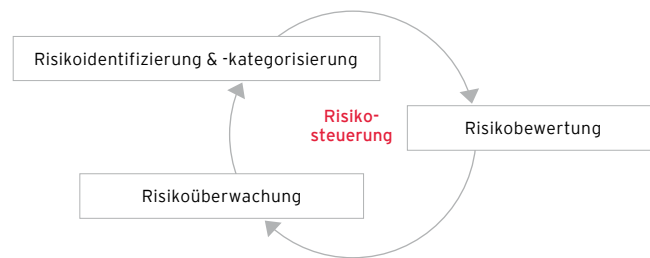 Risikoidentifizierung & -kategorisierung
Risiko-
steuerung
Risikobewertung
Risikoüberwachung